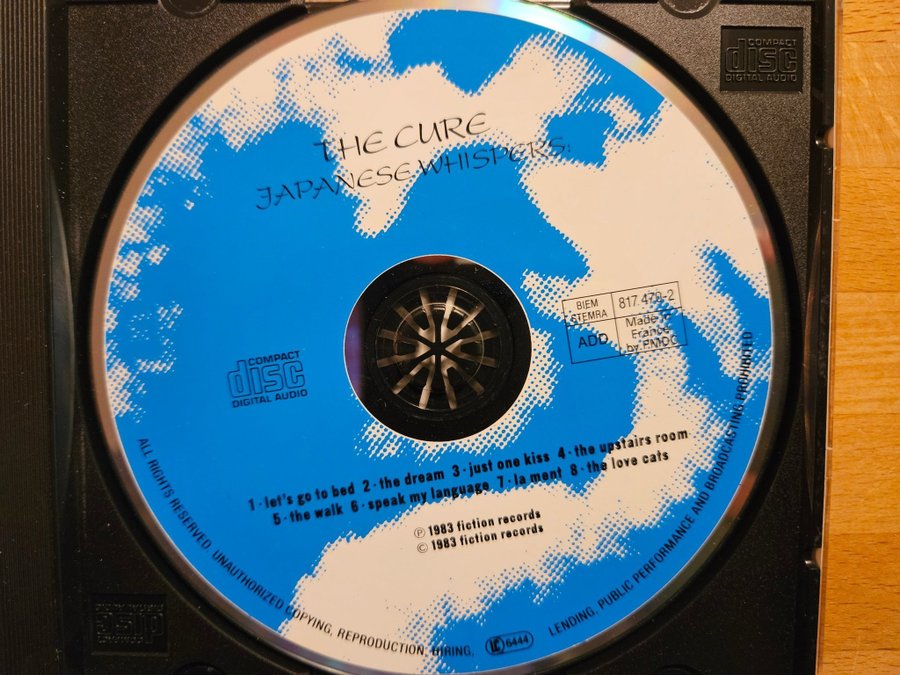 COMPACT
disc
DIGITAL AUDIO
THE CURE
JAPANESE WHISPERS:
BIEM
STEMRA
817 470-2
ADD
Made in
France
by PMDC
COMPACT
disc
DIGITAL AUDIO
1·let's go to bed 2·the dream 3·just one kiss 4·the upstairs room
5·the walk 6·speak my language 7·la ment 8·the love cats
℗ 1983 fiction records
© 1983 fiction records
ALL RIGHTS RESERVED. UNAUTHORIZED COPYING, REPRODUCTION, HIRING, LC 6444 LENDING, PUBLIC PERFORMANCE AND BROADCASTING PROHIBITED